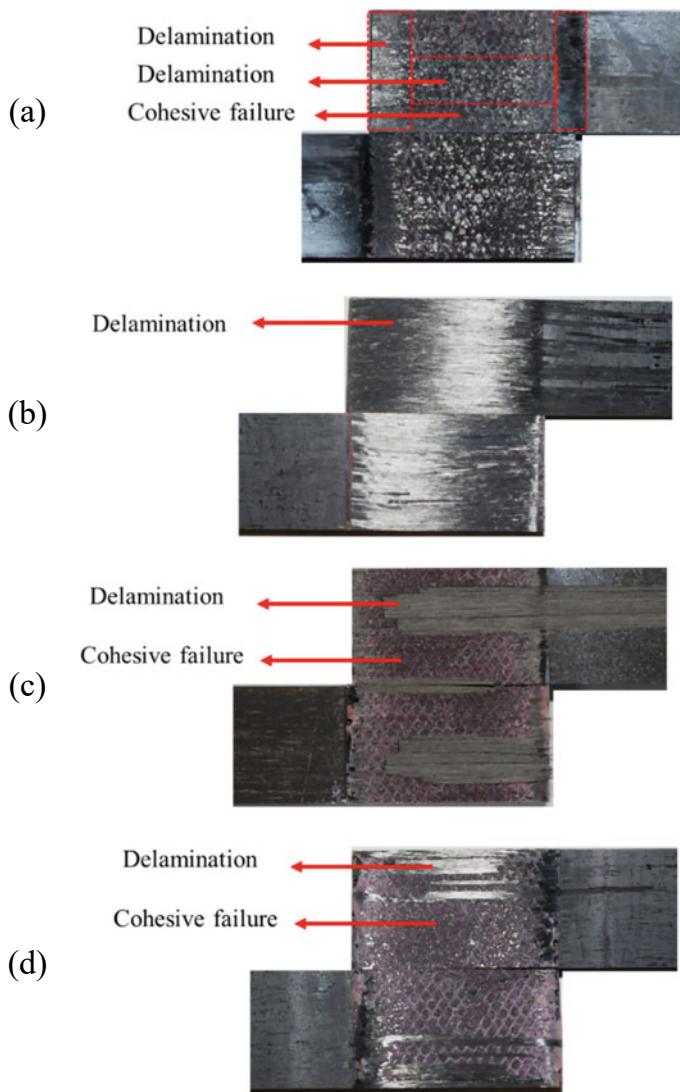 Delamination
Delamination
Cohesive failure
(a)
Delamination
(b)
Delamination
Cohesive failure
(c)
Delamination
Cohesive failure
(d)